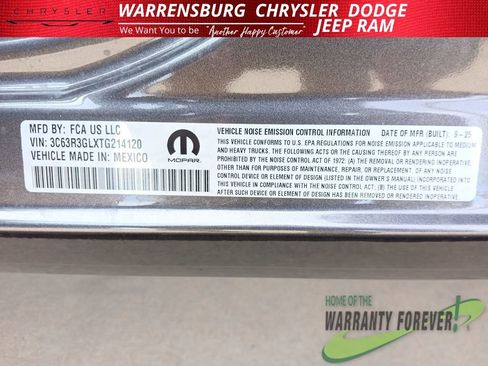 CHRYSLER
WARRENSBURG CHRYSLER DODGE
JEEP RAM
We Want You to be "Another Happy Customer"
MFD BY: FCA US LLC
VIN: 3C63R3GLXTG214120
VEHICLE MADE IN: MEXICO
MOPAR
VEHICLE NOISE EMISSION CONTROL INFORMATION DATE OF MFR (BUILT): 9-25
THIS VEHICLE CONFORMS TO U.S. EPA REGULATIONS FOR NOISE EMISSION APPLICABLE TO MEDIUM
AND HEAVY TRUCKS. THE FOLLOWING ACTS OR THE CAUSING THEREOF BY ANY PERSON ARE
PROHIBITED BY THE NOISE CONTROL ACT OF 1972: (A) THE REMOVAL OR RENDERING INOPERATIVE,
OTHER THAN FOR PURPOSES OF MAINTENANCE, REPAIR, OR REPLACEMENT, OF ANY NOISE
CONTROL DEVICE OR ELEMENT OF DESIGN (LISTED IN THE OWNER'S MANUAL) INCORPORATED INTO
THIS VEHICLE IN COMPLIANCE WITH THE NOISE CONTROL ACT; (B) THE USE OF THIS VEHICLE AFTER
SUCH DEVICE OR ELEMENT OF DESIGN HAS BEEN REMOVED OR RENDERED INOPERATIVE
HOME OF THE
WARRANTY FOREVER!